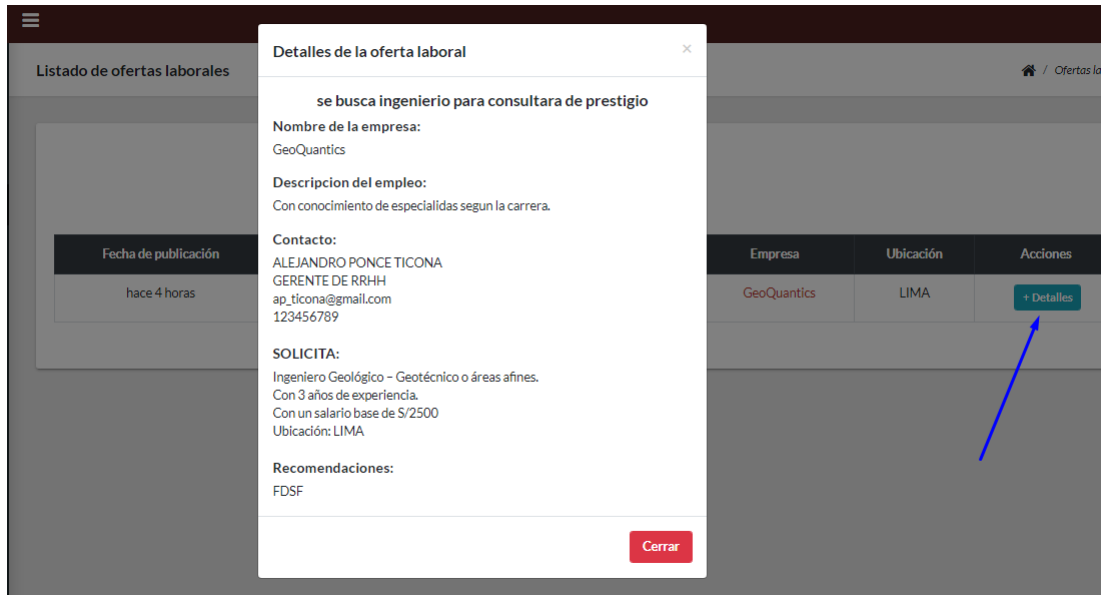 Listado de ofertas laborales
/ Ofertas la
Detalles de la oferta laboral ×
se busca ingenierio para consultara de prestigio
Nombre de la empresa:
GeoQuantics
Descripcion del empleo:
Con conocimiento de especialidas segun la carrera.
Contacto:
ALEJANDRO PONCE TICONA
GERENTE DE RRHH
ap_ticona@gmail.com
123456789
SOLICITA:
Ingeniero Geológico – Geotécnico o áreas afines.
Con 3 años de experiencia.
Con un salario base de S/2500
Ubicación: LIMA
Recomendaciones:
FDSF
Cerrar
Fecha de publicación Empresa Ubicación Acciones
hace 4 horas GeoQuantics LIMA + Detalles